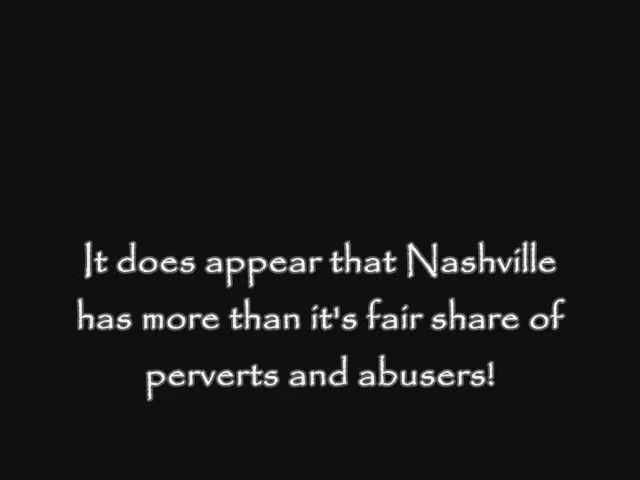 It does appear that Nashville
has more than it's fair share of
perverts and abusers!